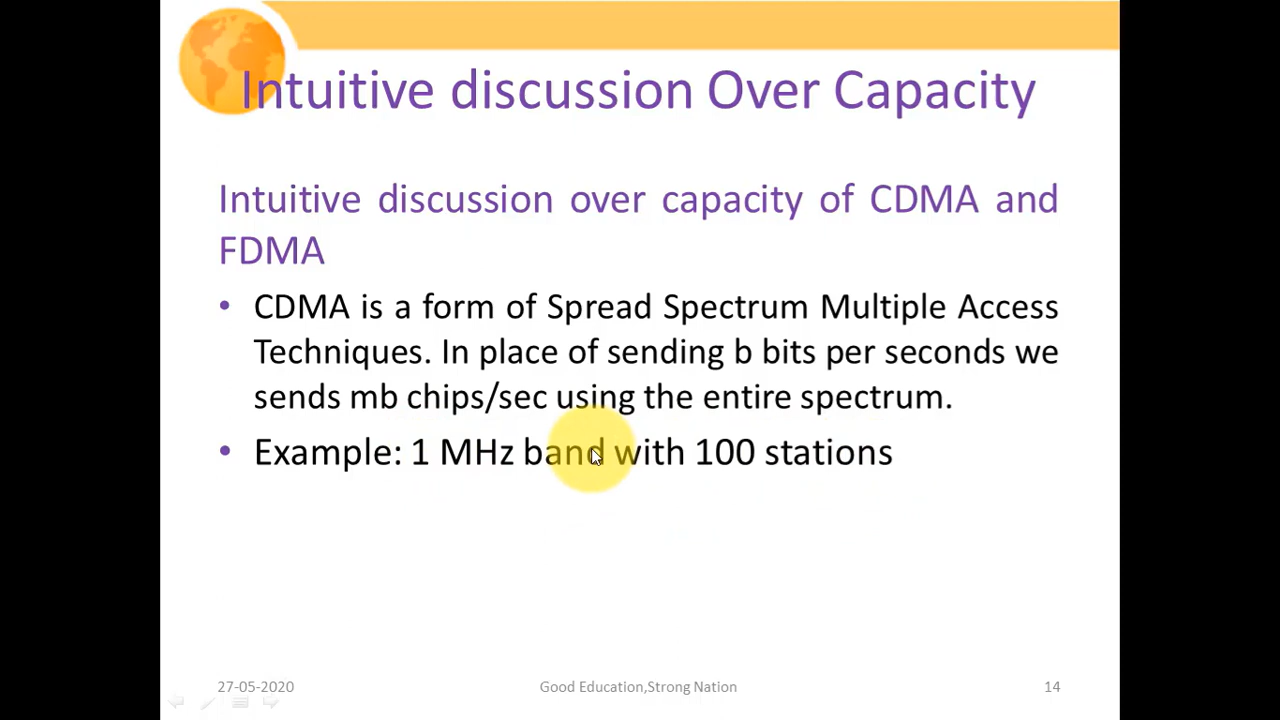 Intuitive discussion Over Capacity
Intuitive discussion over capacity of CDMA and
FDMA
• CDMA is a form of Spread Spectrum Multiple Access
Techniques. In place of sending b bits per seconds we
sends mb chips/sec using the entire spectrum.
• Example: 1 MHz band with 100 stations
27-05-2020
Good Education,Strong Nation
14